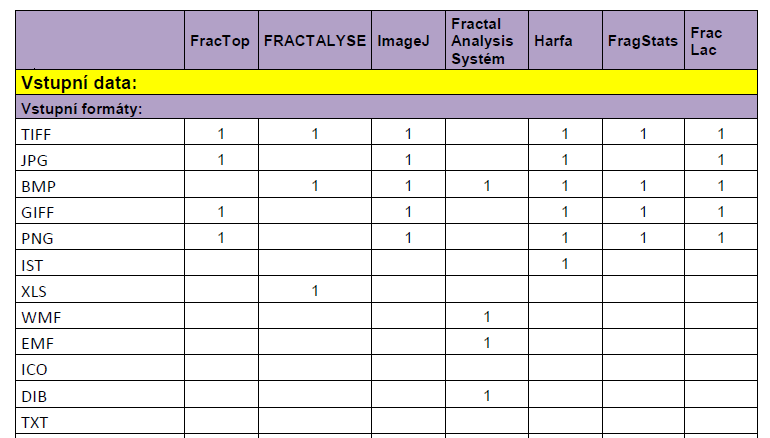 FracTop FRACTALYSE ImageJ Fractal Analysis Systém Harfa FragStats Frac Lac
Vstupní data:
Vstupní formáty:
TIFF 1 1 1 1 1 1
JPG 1 1 1 1
BMP 1 1 1 1 1 1
GIFF 1 1 1 1 1
PNG 1 1 1 1 1
IST 1
XLS 1
WMF 1
EMF 1
ICO
DIB 1
TXT